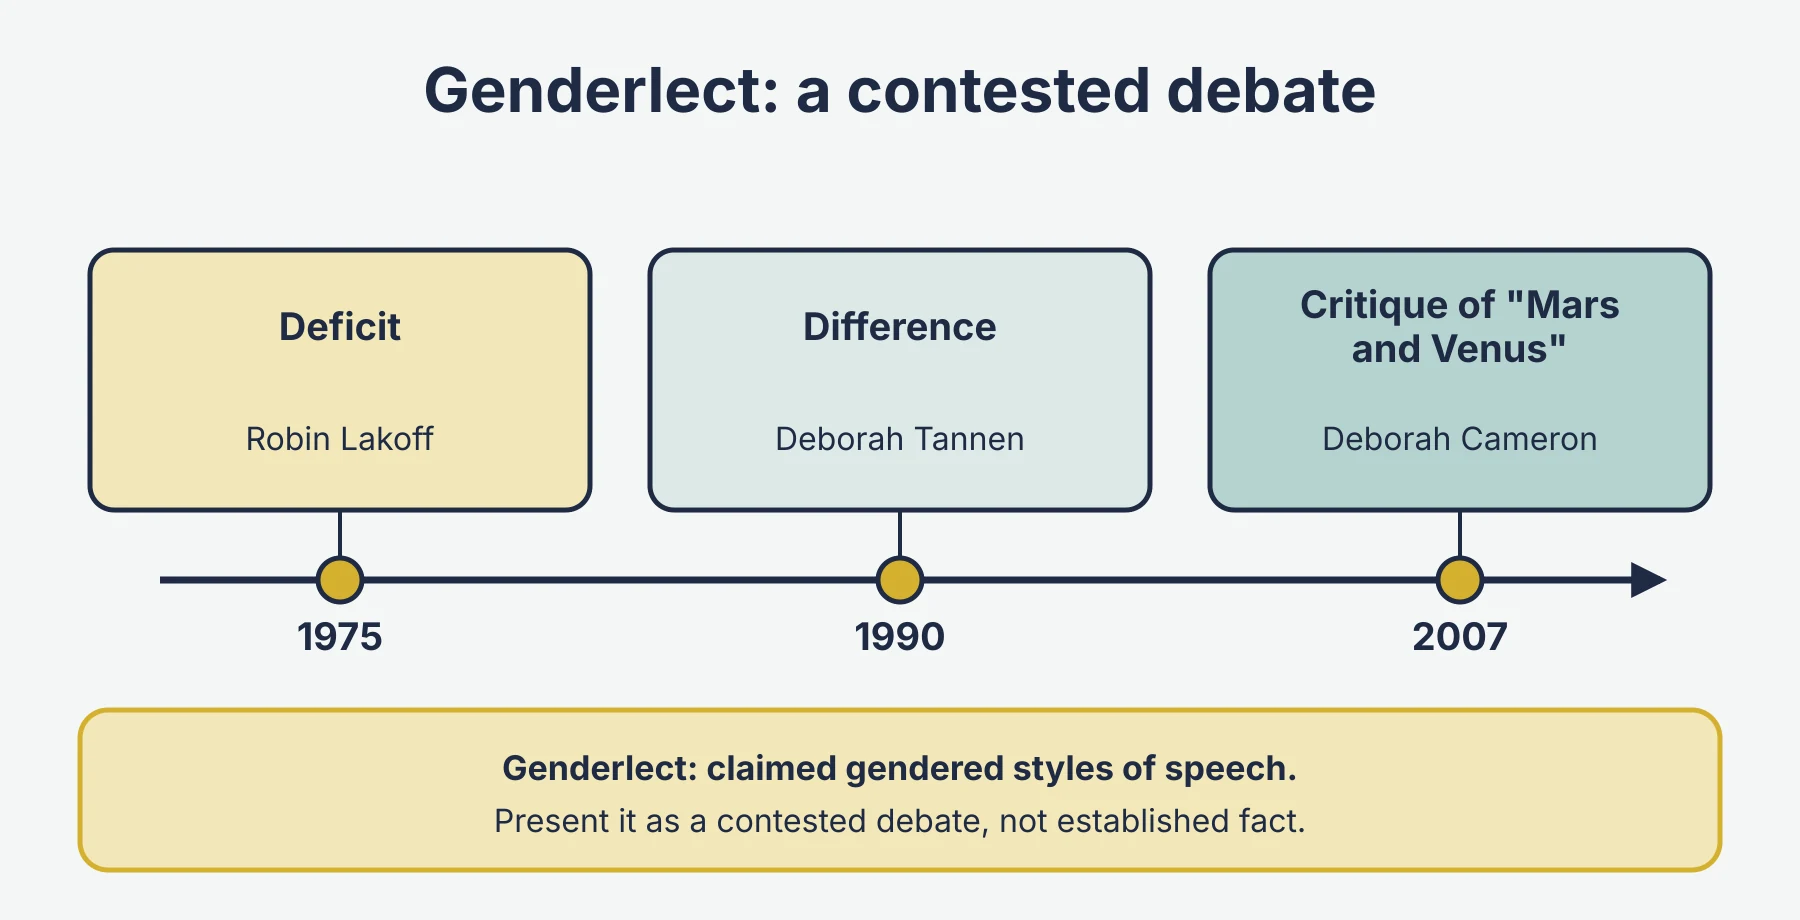 Genderlect: a contested debate
Deficit
Robin Lakoff
Difference
Deborah Tannen
Critique of "Mars
and Venus"
Deborah Cameron
1975
1990
2007
Genderlect: claimed gendered styles of speech.
Present it as a contested debate, not established fact.